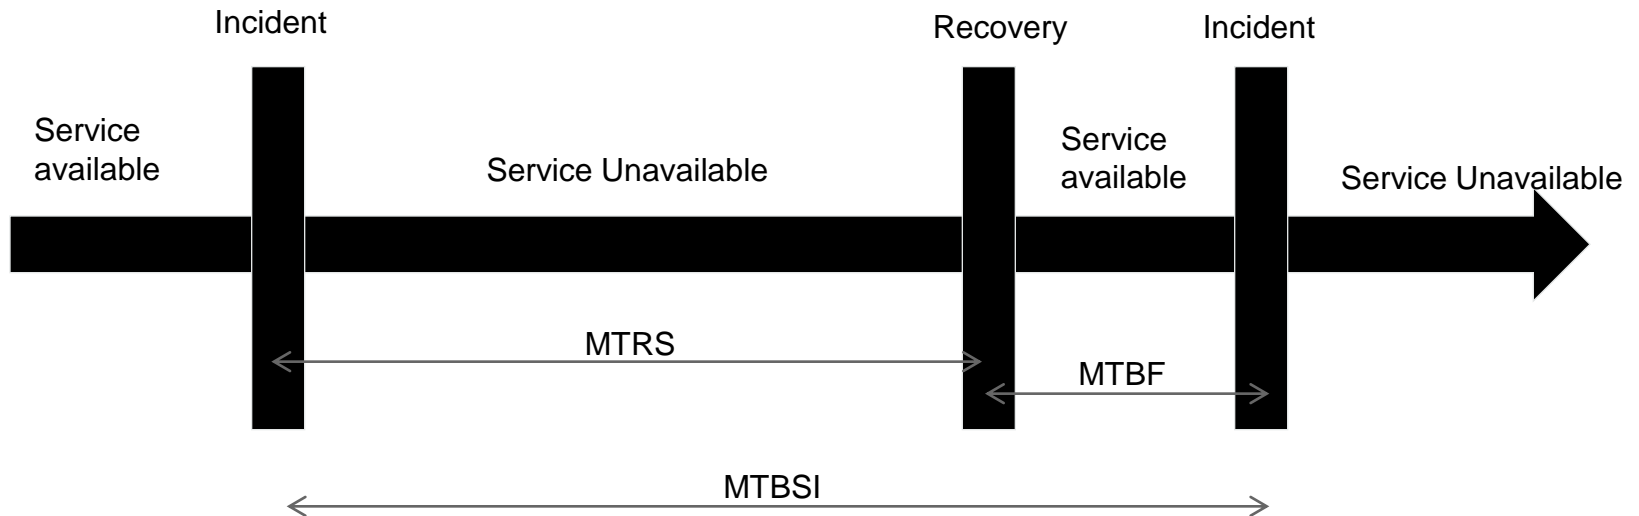 Incident
Recovery
Incident
Service
available
Service Unavailable
Service
available
Service Unavailable
MTRS
MTBF
MTBSI